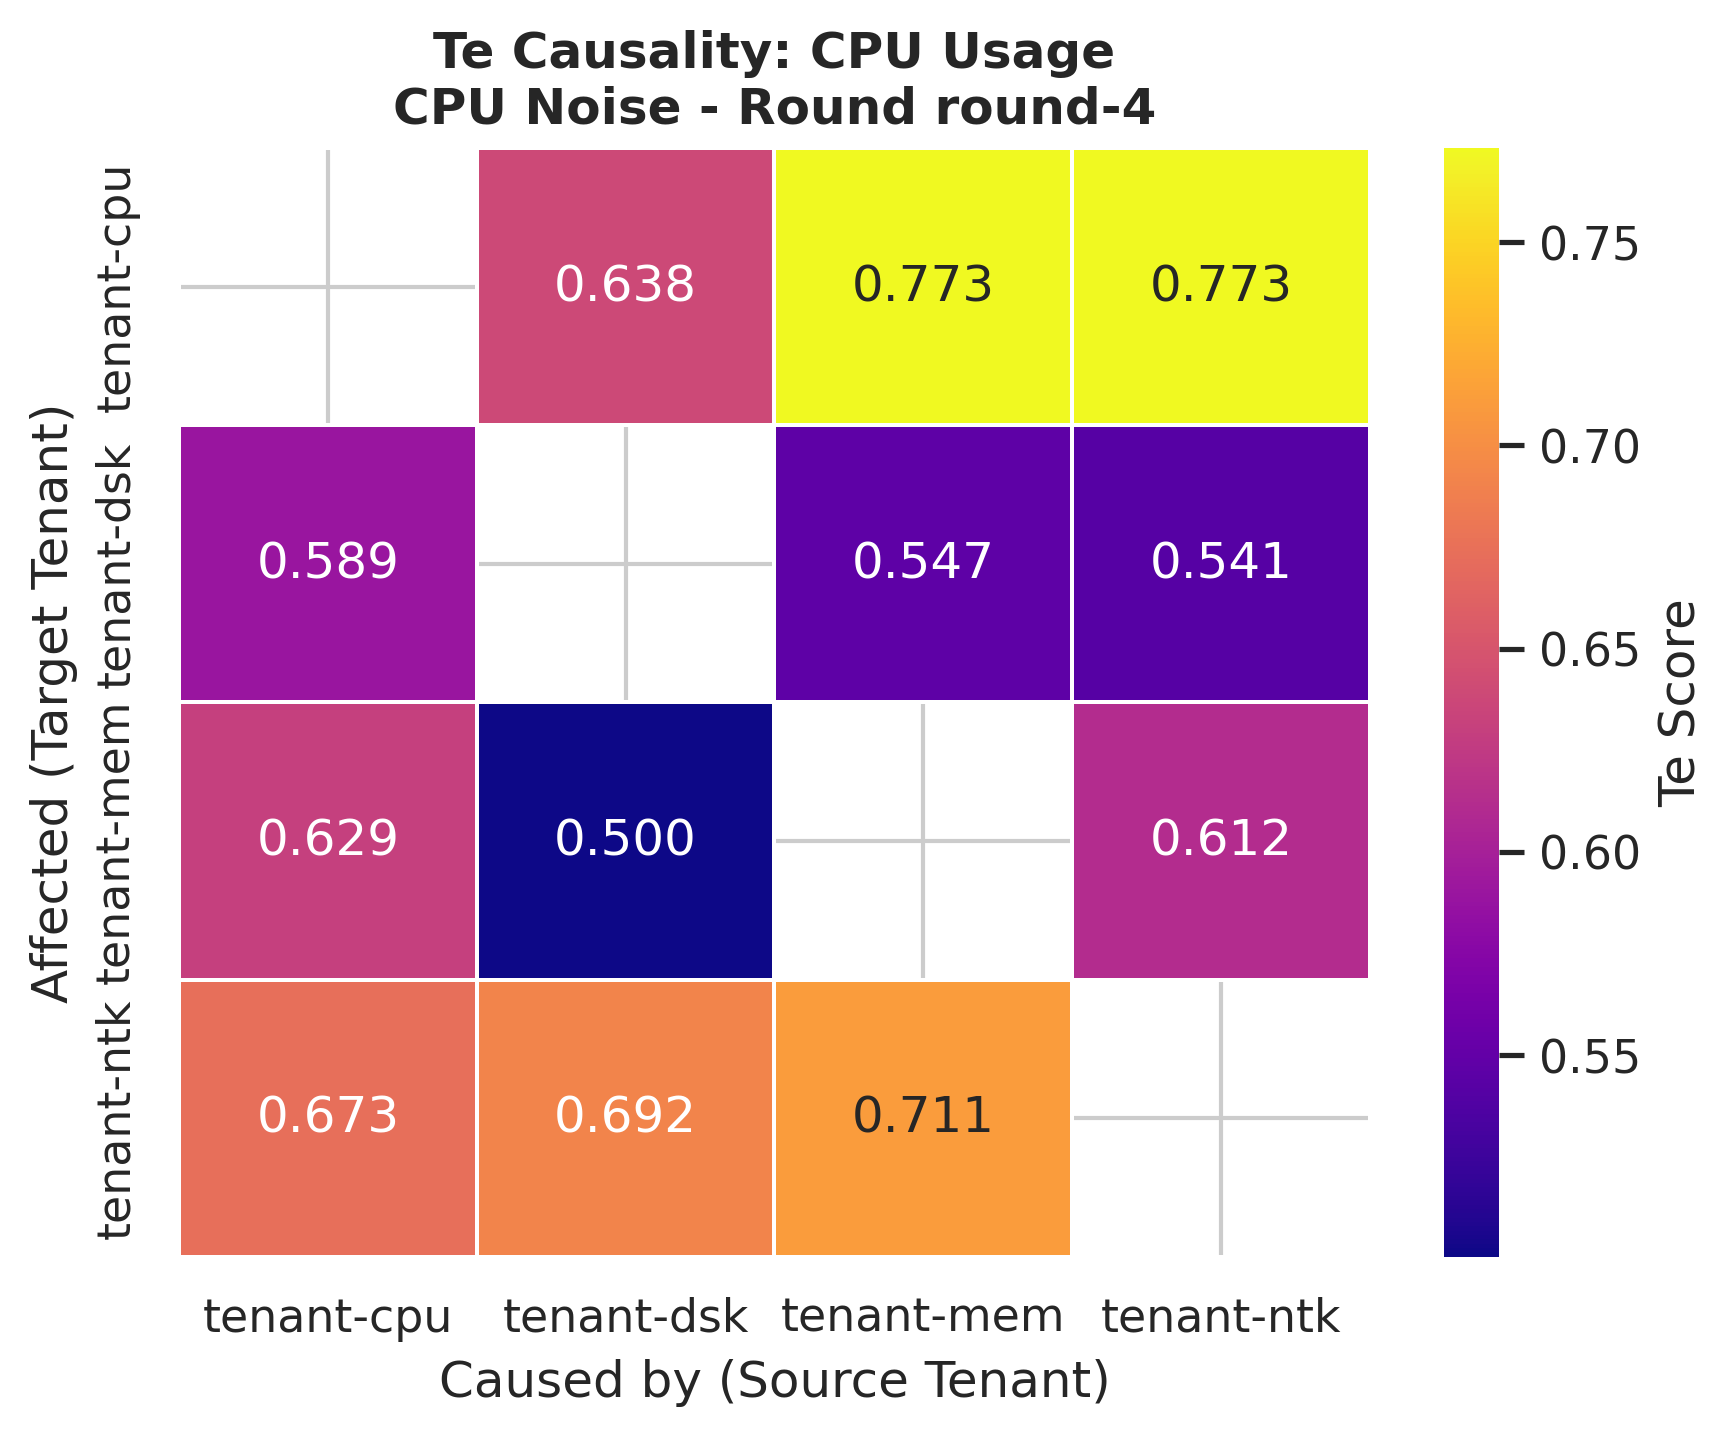 Te Causality: CPU Usage
CPU Noise - Round round-4
Affected (Target Tenant)
tenant-cpu
0.638
0.773
0.773
tenant-dsk
0.589
0.547
0.541
tenant-mem
0.629
0.500
0.612
tenant-ntk
0.673
0.692
0.711
tenant-cpu
tenant-dsk
tenant-mem
tenant-ntk
Caused by (Source Tenant)
0.75
0.70
0.65
0.60
0.55
Te Score